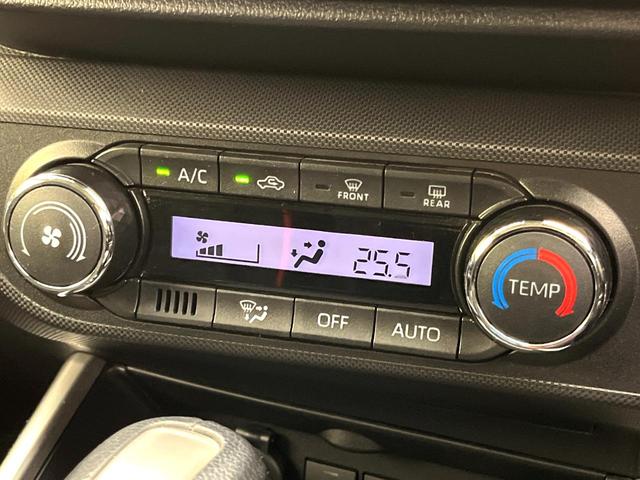 A/C
FRONT
REAR
25.5
TEMP
OFF
AUTO